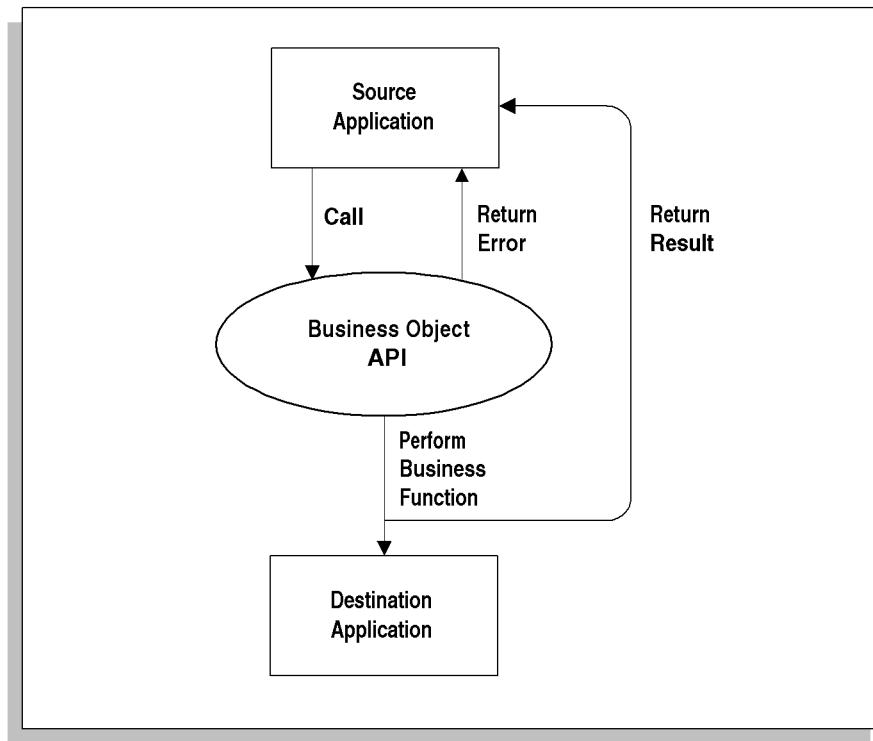 Source
Application
Call
Return
Error
Return
Result
Business Object
API
Perform
Business
Function
Destination
Application